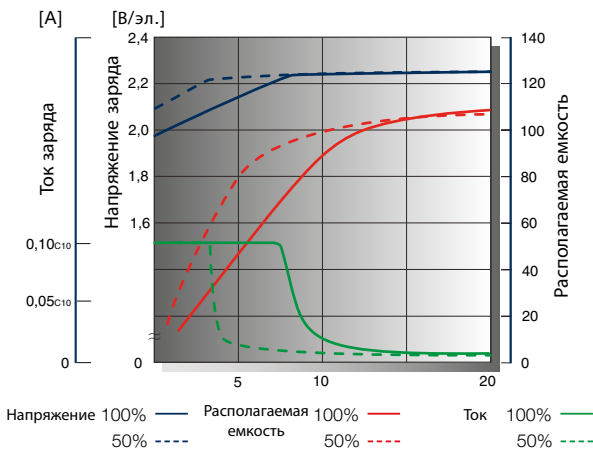 [A]
[В/эл.]
Ток заряда
0,10C10
0,05C10
0
Напряжение заряда
2,4
2,2
2,0
1,8
1,6
0
140
120
100
80
60
40
20
0
Располагаемая емкость
5
10
20
Напряжение 100%
50%
Располагаемая емкость 100%
50%
Ток 100%
50%